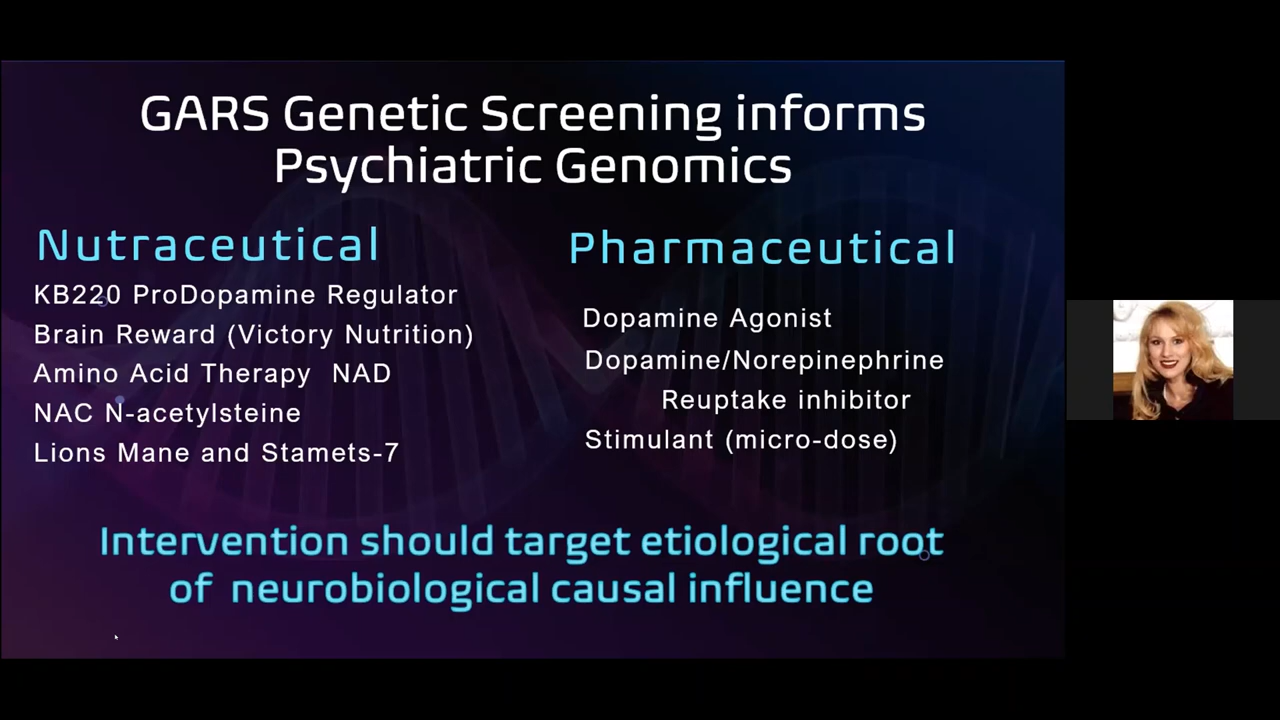 GARS Genetic Screening informs
Psychiatric Genomics
Nutraceutical
KB220 ProDopamine Regulator
Brain Reward (Victory Nutrition)
Amino Acid Therapy NAD
NAC N-acetylsteine
Lions Mane and Stamets-7
Pharmaceutical
Dopamine Agonist
Dopamine/Norepinephrine
Reuptake inhibitor
Stimulant (micro-dose)
Intervention should target etiological root
of neurobiological causal influence